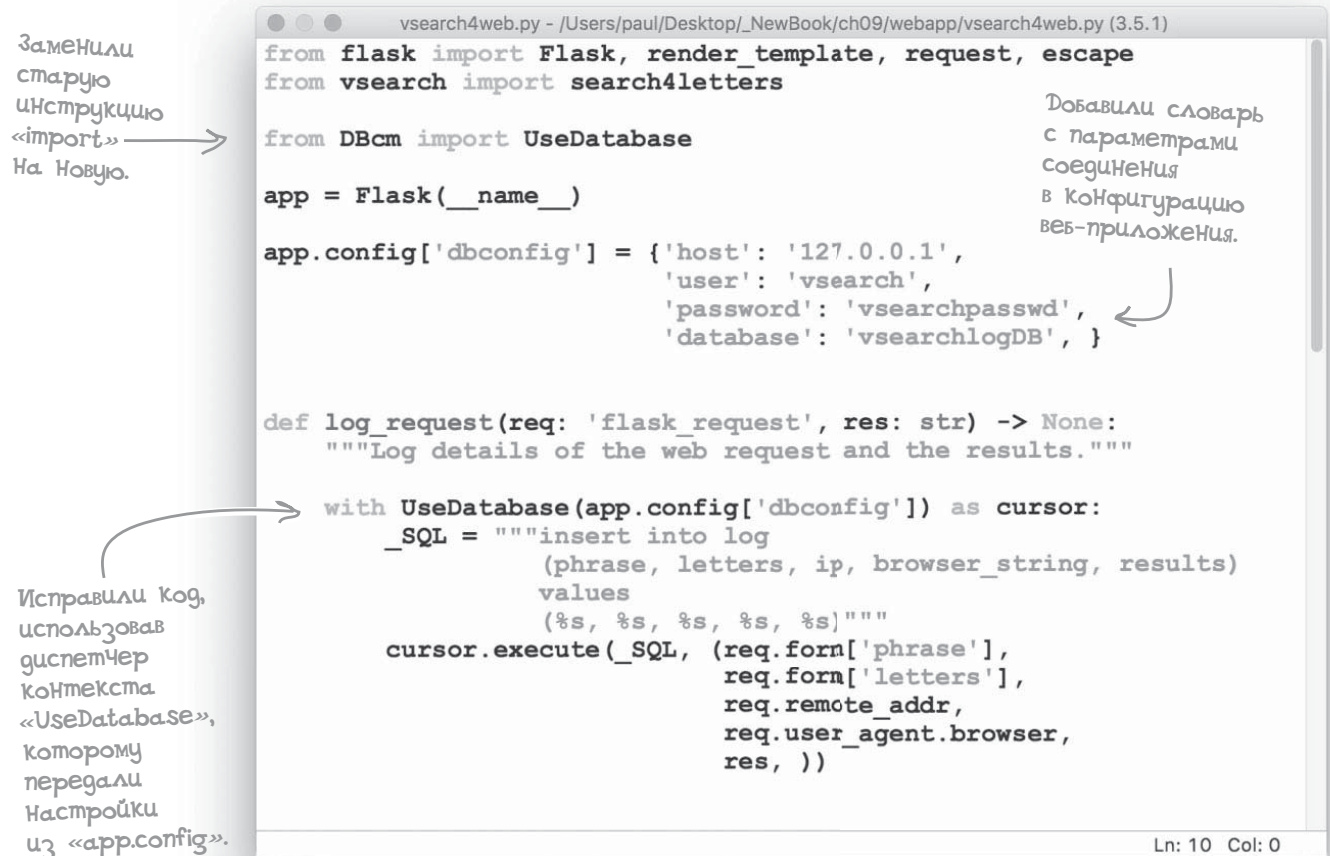 vsearch4web.py - /Users/paul/Desktop/_NewBook/ch09/webapp/vsearch4web.py (3.5.1)
Заменили
старую
инструкцию
«import»
на новую.
from flask import Flask, render_template, request, escape
from vsearch import search4letters
from DBcm import UseDatabase
app = Flask(__name__)
Добавили словарь
с параметрами
соединения
в конфигурацию
веб-приложения.
app.config['dbconfig'] = {'host': '127.0.0.1',
'user': 'vsearch',
'password': 'vsearchpasswd',
'database': 'vsearchlogDB', }
def log_request(req: 'flask_request', res: str) -> None:
"""Log details of the web request and the results."""
with UseDatabase(app.config['dbconfig']) as cursor:
_SQL = """insert into log
(phrase, letters, ip, browser_string, results)
values
(%s, %s, %s, %s, %s)"""
cursor.execute(_SQL, (req.form['phrase'],
req.form['letters'],
req.remote_addr,
req.user_agent.browser,
res, ))
Исправили код,
использовав
диспетчер
контекста
«UseDatabase»,
которому
передали
настройки
из «app.config».
Ln: 10 Col: 0